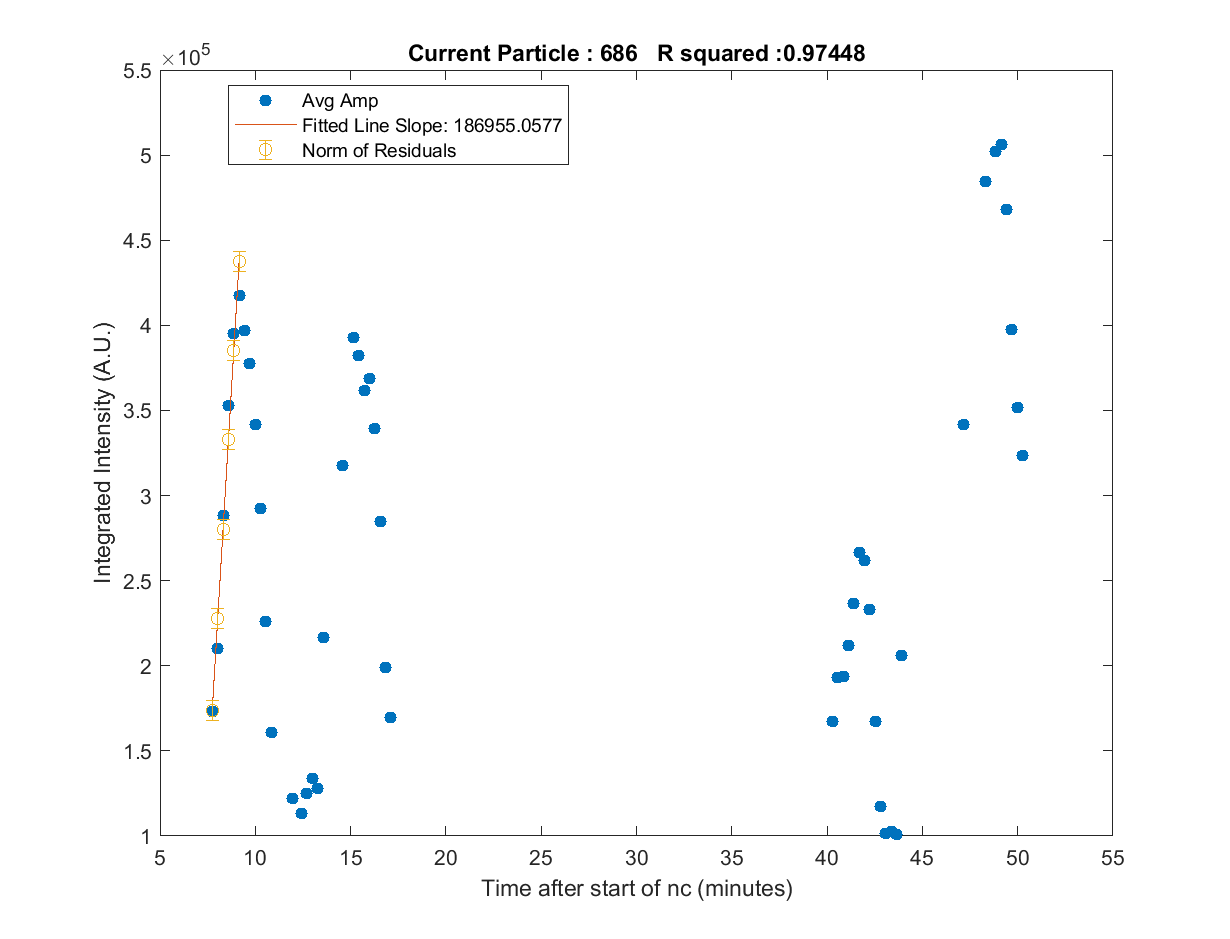 Current Particle : 686 R squared :0.97448
×10^5
5.5
5
4.5
4
3.5
3
2.5
2
1.5
1
Integrated Intensity (A.U.)
Avg Amp
Fitted Line Slope: 186955.0577
Norm of Residuals
5 10 15 20 25 30 35 40 45 50 55
Time after start of nc (minutes)